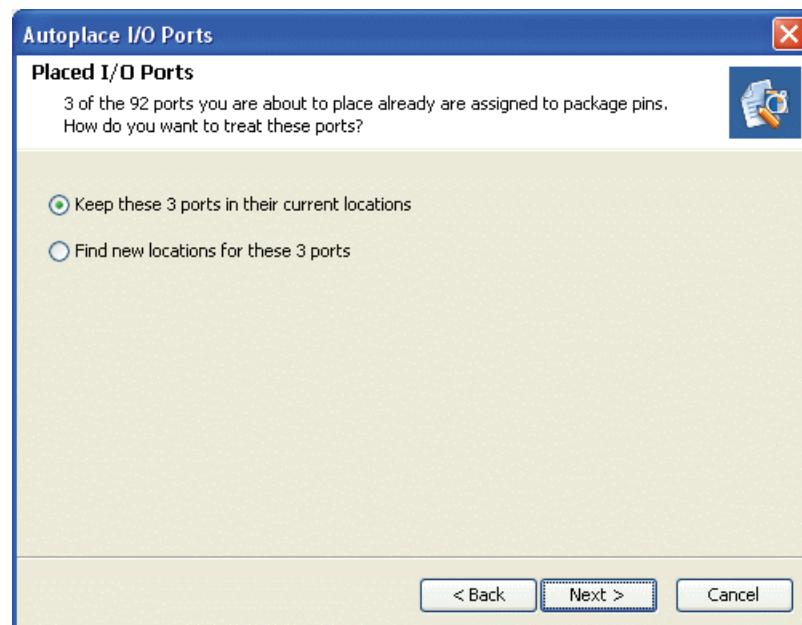 Autoplace I/O Ports
Placed I/O Ports
3 of the 92 ports you are about to place already are assigned to package pins.
How do you want to treat these ports?
Keep these 3 ports in their current locations
Find new locations for these 3 ports
< Back
Next >
Cancel